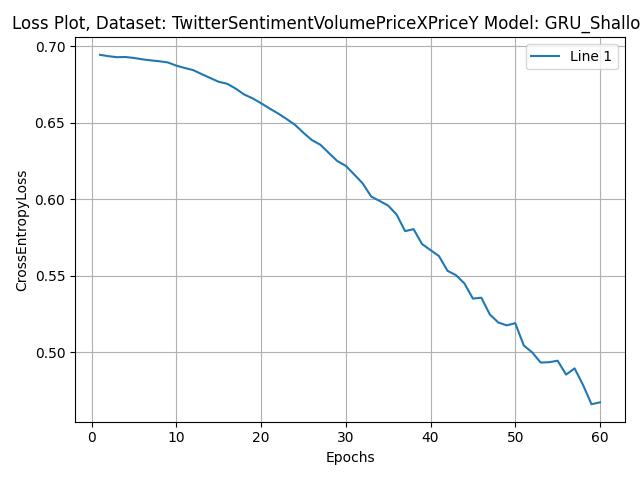 Loss Plot, Dataset: TwitterSentimentVolumePriceXPriceY Model: GRU_Shallo
Line 1
0.70
0.65
0.60
0.55
0.50
CrossEntropyLoss
0 10 20 30 40 50 60
Epochs